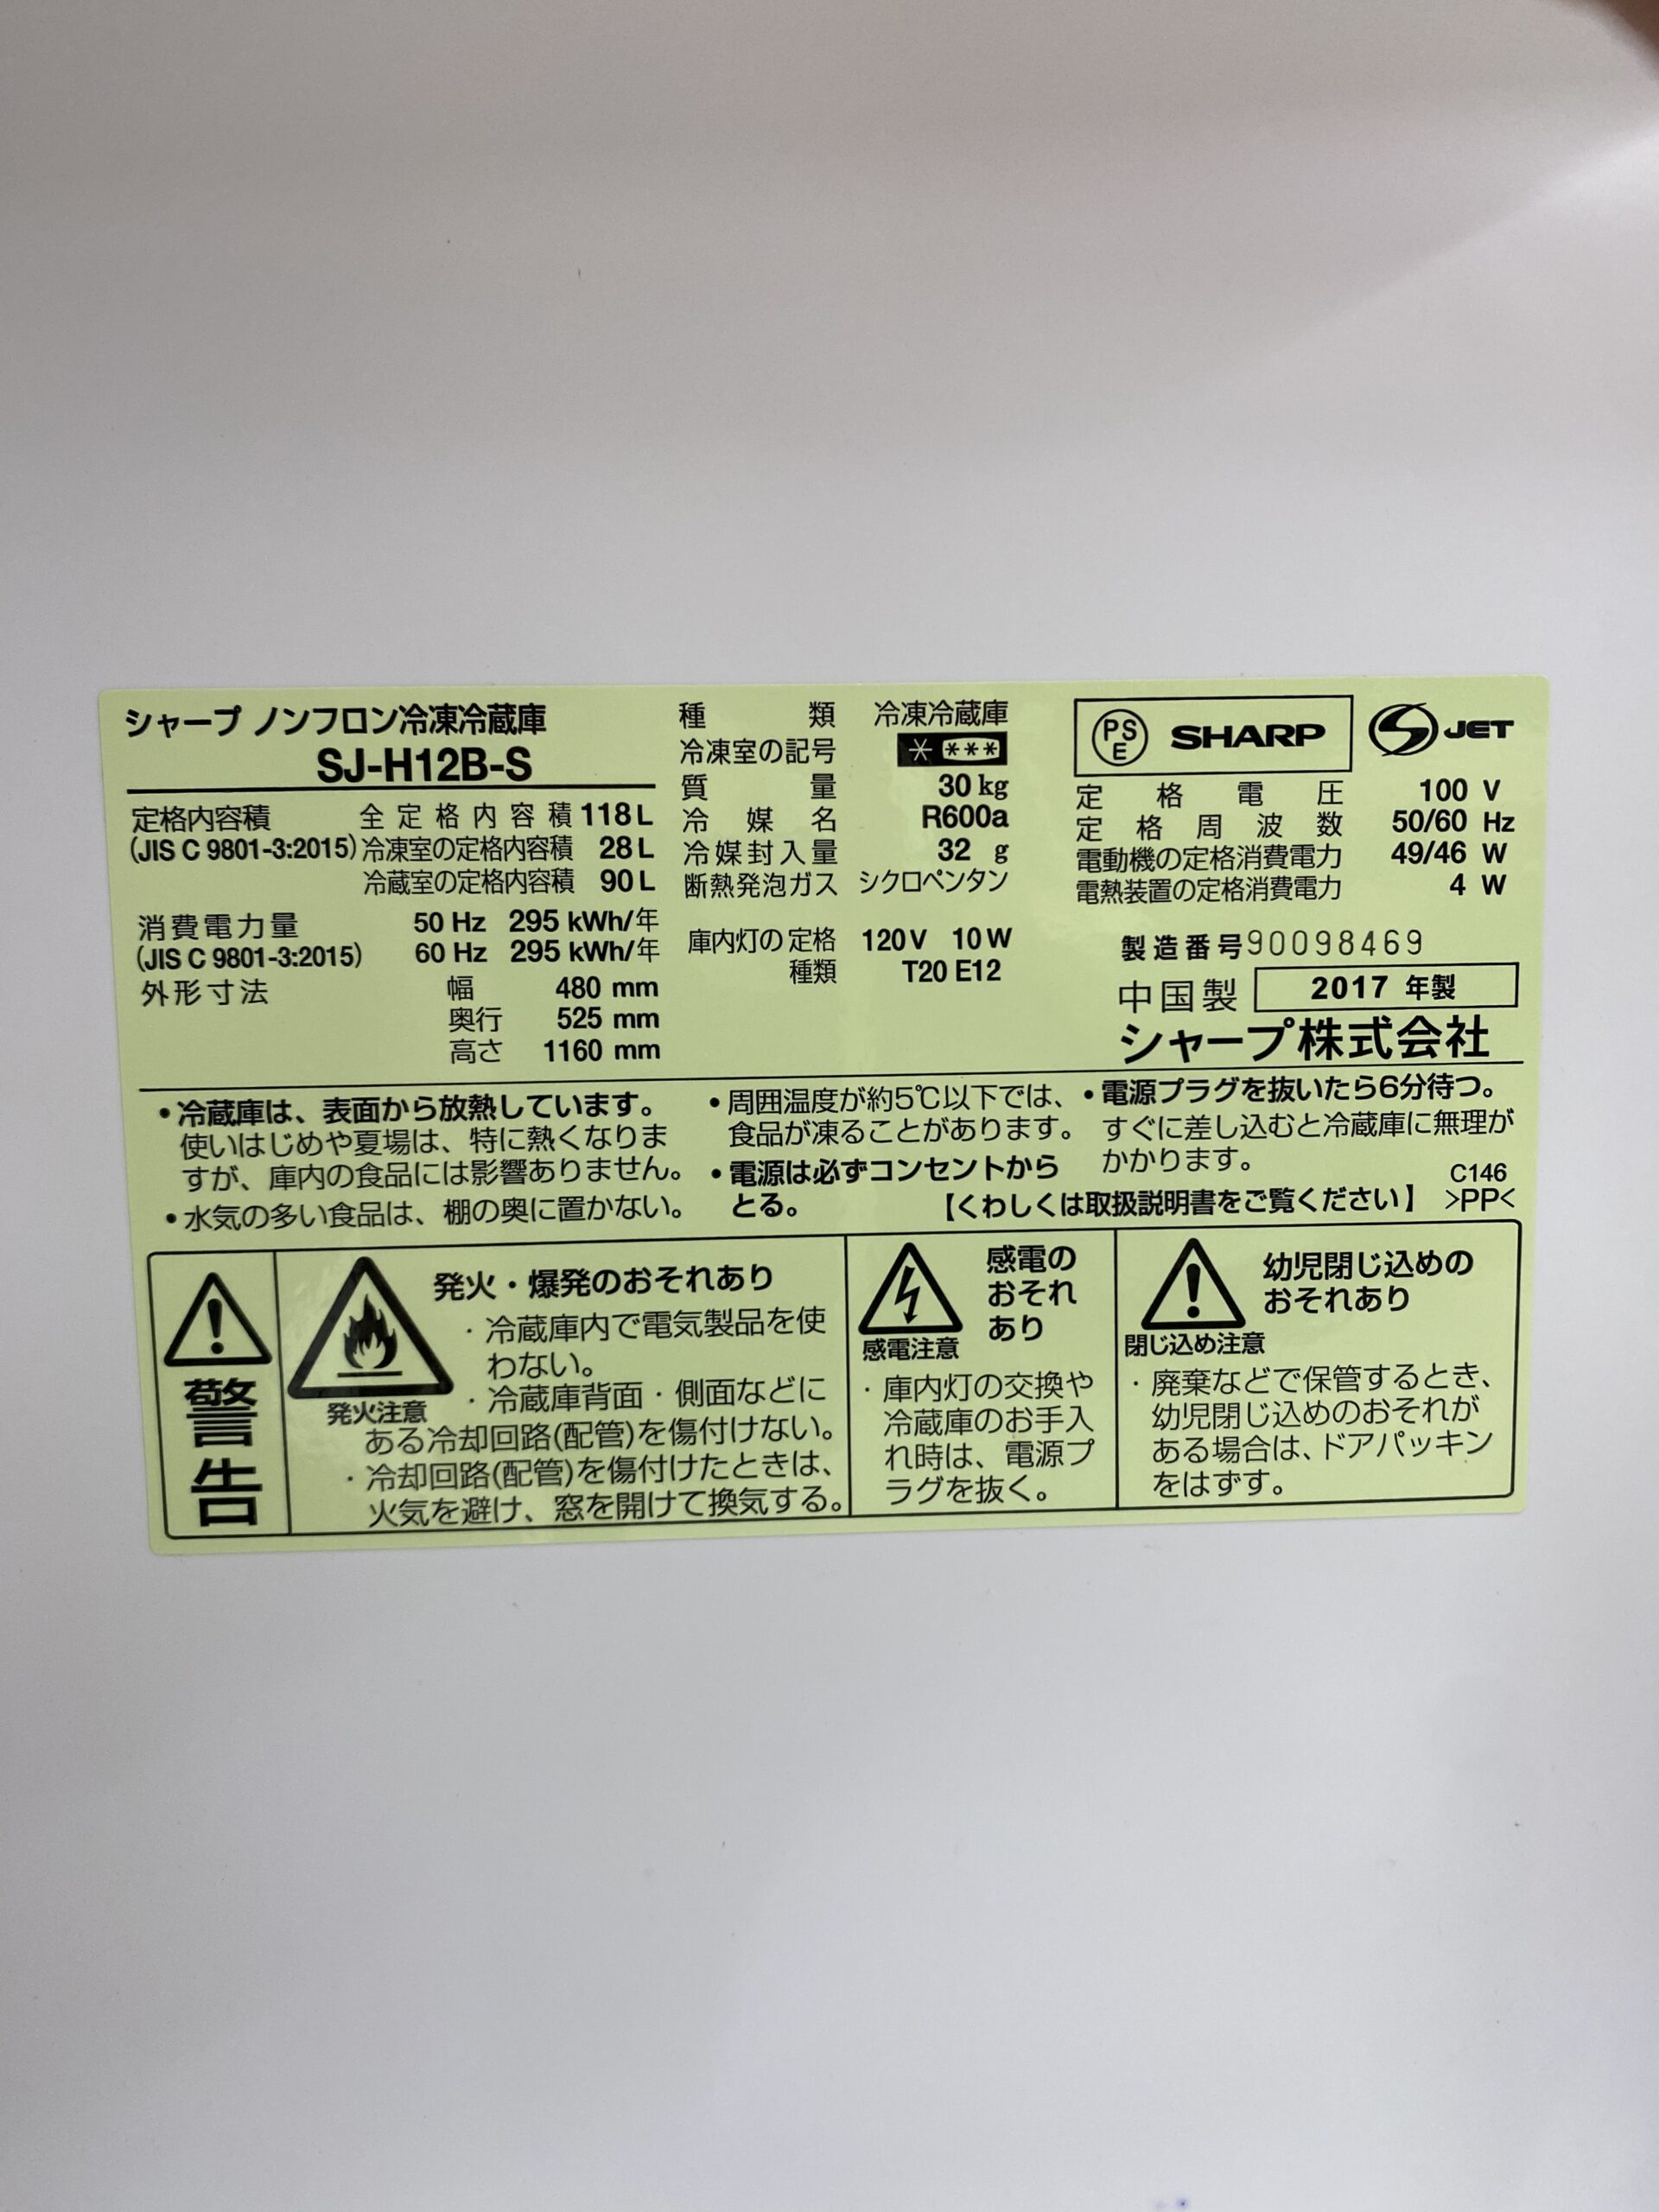 シャープ ノンフロン冷凍冷蔵庫
SJ-H12B-S
定格内容積 全定格内容積 118L
(JIS C 9801-3:2015) 冷凍室の定格内容積 28L
冷蔵室の定格内容積 90L
消費電力量 50 Hz 295 kWh/年
(JIS C 9801-3:2015) 60 Hz 295 kWh/年
外形寸法 幅 480 mm
奥行 525 mm
高さ 1160 mm
種類 冷凍冷蔵庫
冷凍室の記号 * ***
質量 30 kg
冷媒名 R600a
冷媒封入量 32 g
断熱発泡ガス シクロペンタン
庫内灯の定格 120V 10W
種類 T20 E12
PSE SHARP JET
定格電圧 100 V
定格周波数 50/60 Hz
電動機の定格消費電力 49/46 W
電熱装置の定格消費電力 4 W
製造番号 90098469
中国製 2017 年製
シャープ株式会社
・冷蔵庫は、表面から放熱しています。
使いはじめや夏場は、特に熱くなりま
すが、庫内の食品には影響ありません。
・水気の多い食品は、棚の奥に置かない。
・周囲温度が約5℃以下では、
食品が凍ることがあります。
・電源は必ずコンセントから
とる。
・電源プラグを抜いたら6分待つ。
すぐに差し込むと冷蔵庫に無理が
かかります。
【くわしくは取扱説明書をご覧ください】
C146
>PP<
警告
発火注意
発火・爆発のおそれあり
・冷蔵庫内で電気製品を使
わない。
・冷蔵庫背面・側面などに
ある冷却回路(配管)を傷付けない。
・冷却回路(配管)を傷付けたときは、
火気を避け、窓を開けて換気する。
感電注意
感電の
おそれ
あり
・庫内灯の交換や
冷蔵庫のお手入
れ時は、電源プ
ラグを抜く。
閉じ込め注意
幼児閉じ込めの
おそれあり
・廃棄などで保管するとき、
幼児閉じ込めのおそれが
ある場合は、ドアパッキン
をはずす。